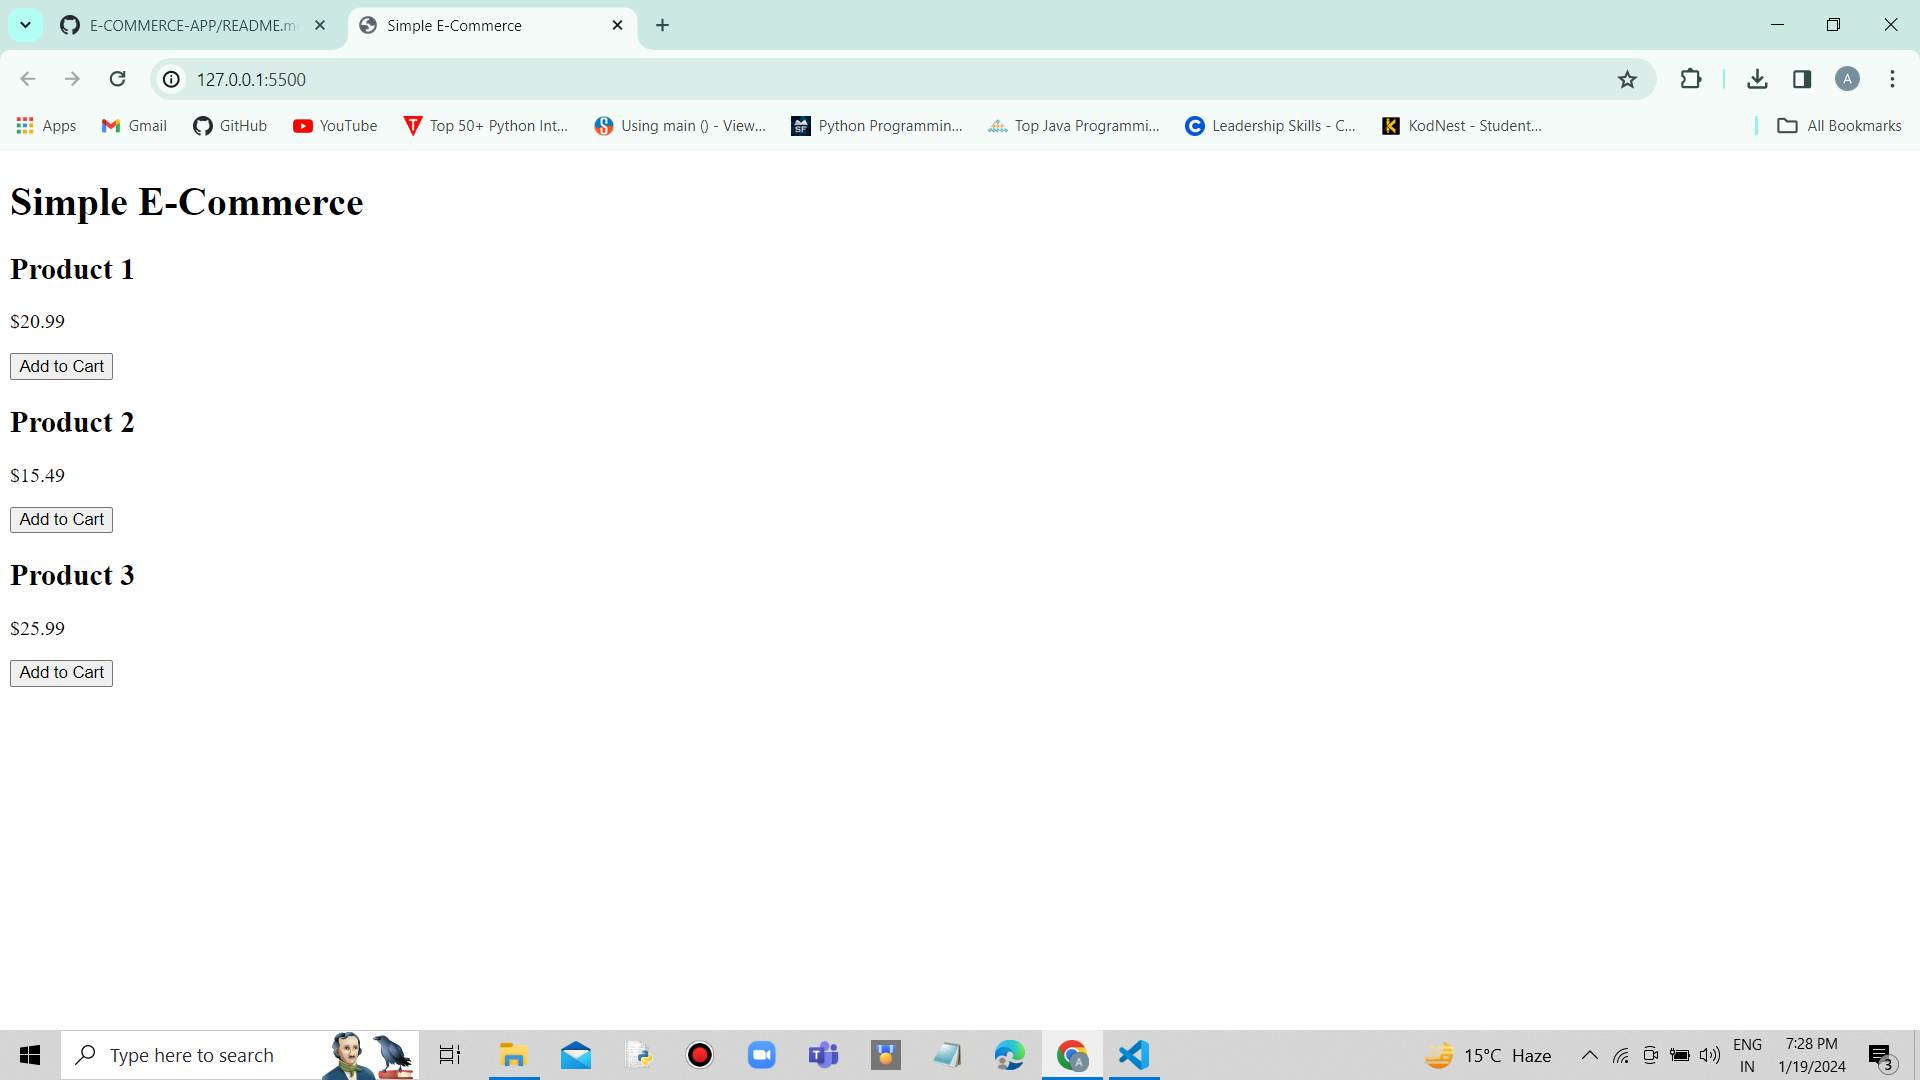 E-COMMERCE-APP/README.m
Simple E-Commerce
127.0.0.1:5500
A
Apps
Gmail
GitHub
YouTube
Top 50+ Python Int...
Using main () - View...
Python Programmin...
Top Java Programmi...
Leadership Skills - C...
KodNest - Student...
All Bookmarks
Simple E-Commerce
Product 1
$20.99
Add to Cart
Product 2
$15.49
Add to Cart
Product 3
$25.99
Add to Cart
Type here to search
15°C Haze
ENG
IN
7:28 PM
1/19/2024
3